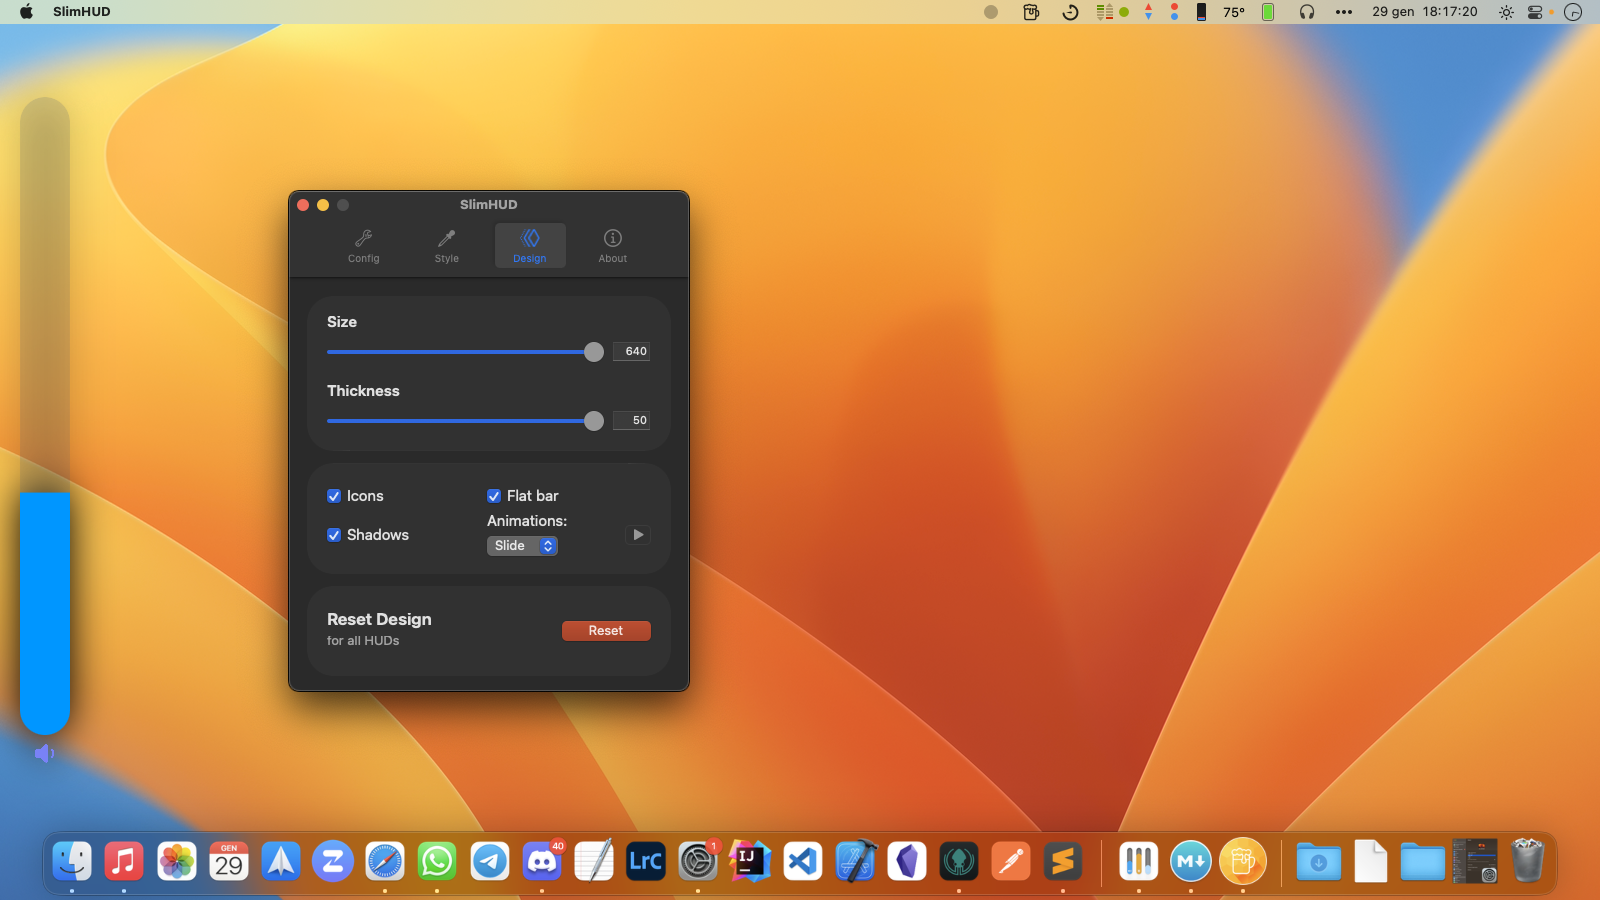 SlimHUD
75°
29 gen 18:17:20
SlimHUD
Config
Style
Design
About
Size
640
Thickness
50
Icons
Flat bar
Animations:
Shadows
Slide
Reset Design
for all HUDs
Reset
GEN
29
Z
40
LrC
1
IJ
M